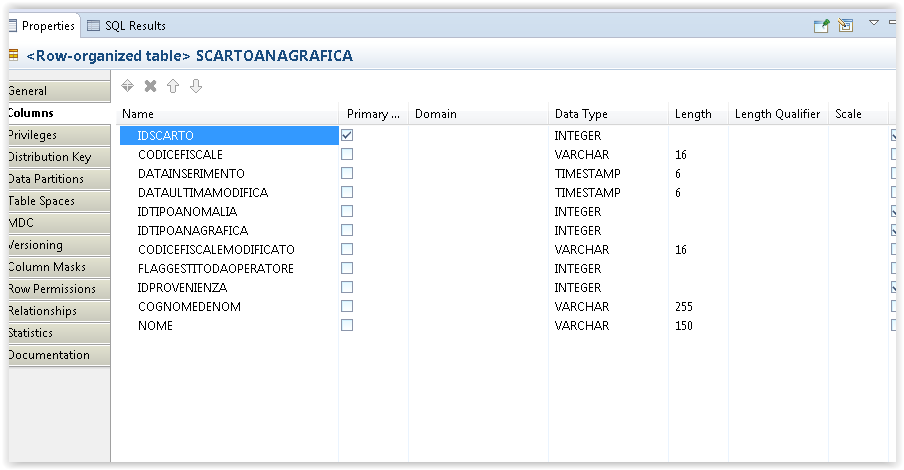 Properties SQL Results
<Row-organized table> SCARTOANAGRAFICA
General
Columns
Privileges
Distribution Key
Data Partitions
Table Spaces
MDC
Versioning
Column Masks
Row Permissions
Relationships
Statistics
Documentation
Name Primary ... Domain Data Type Length Length Qualifier Scale
IDSCARTO INTEGER
CODICEFISCALE VARCHAR 16
DATAINSERIMENTO TIMESTAMP 6
DATAULTIMAMODIFICA TIMESTAMP 6
IDTIPOANOMALIA INTEGER
IDTIPOANAGRAFICA INTEGER
CODICEFISCALEMODIFICATO VARCHAR 16
FLAGGESTITODAOPERATORE INTEGER
IDPROVENIENZA INTEGER
COGNOMEDENOM VARCHAR 255
NOME VARCHAR 150